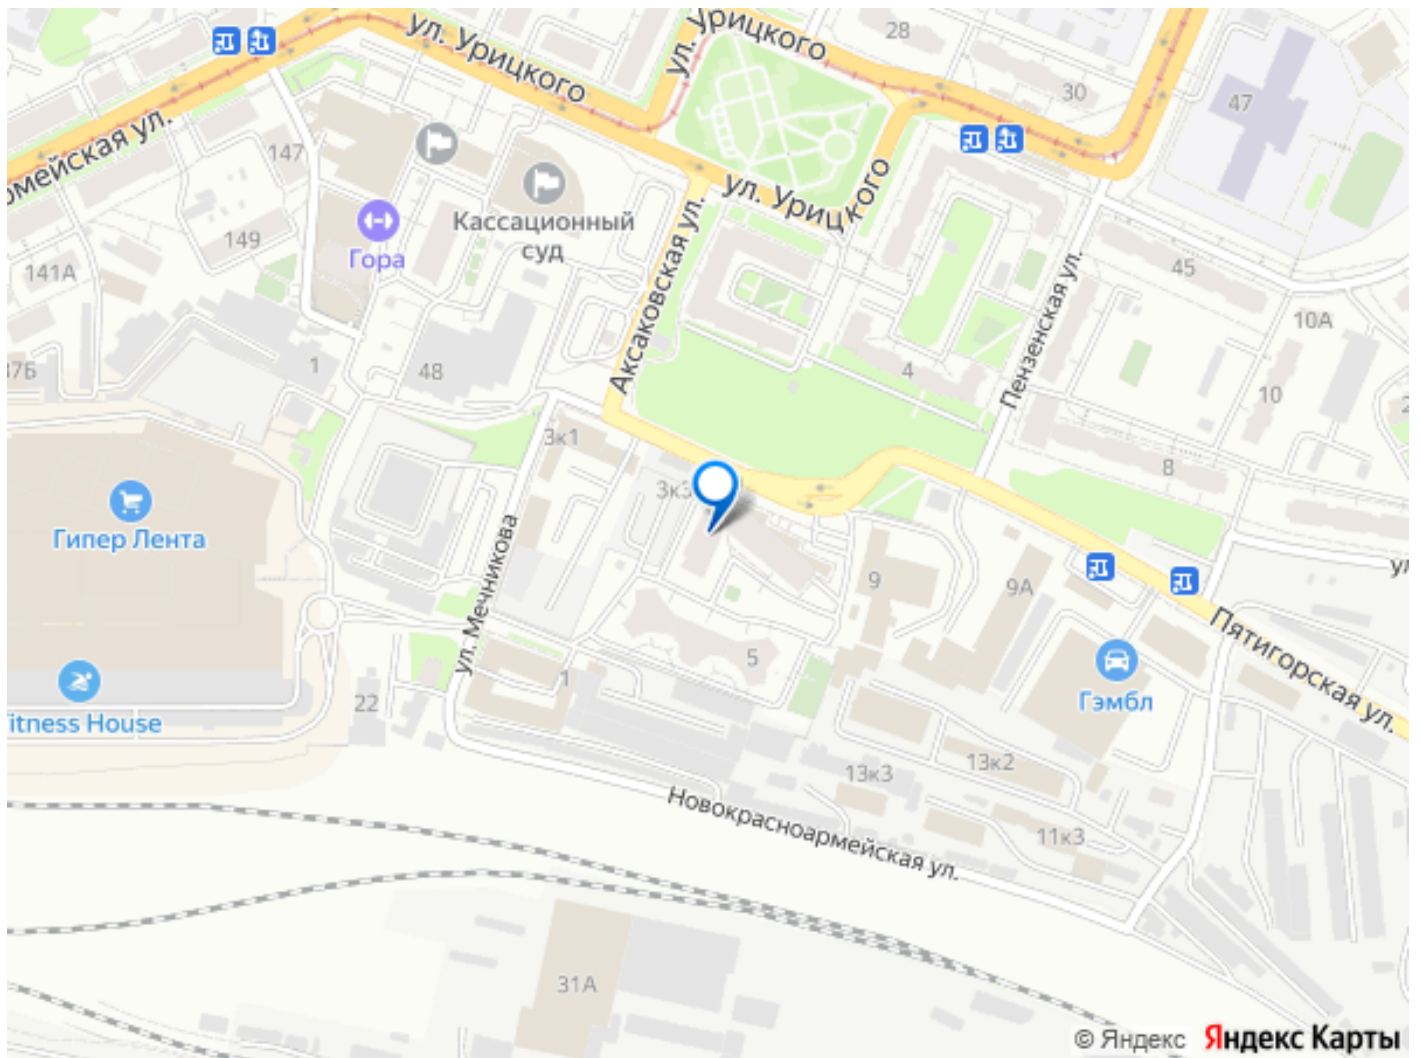 ул. Урицкого
ул. Урицкого
28
30
47
147
Кассационный
суд
ул. Урицкого
Гора
149
141А
Аксаковская ул.
Пензенская ул.
45
10А
37Б
1
48
4
10
3к1
8
3к3
Гипер Лента
ул. Мечникова
9
9А
Пятигорская ул.
5
1
22
Гэмбл
itness House
13к3
13к2
11к3
Новокрасноармейская ул.
31А
© Яндекс Яндекс Карты